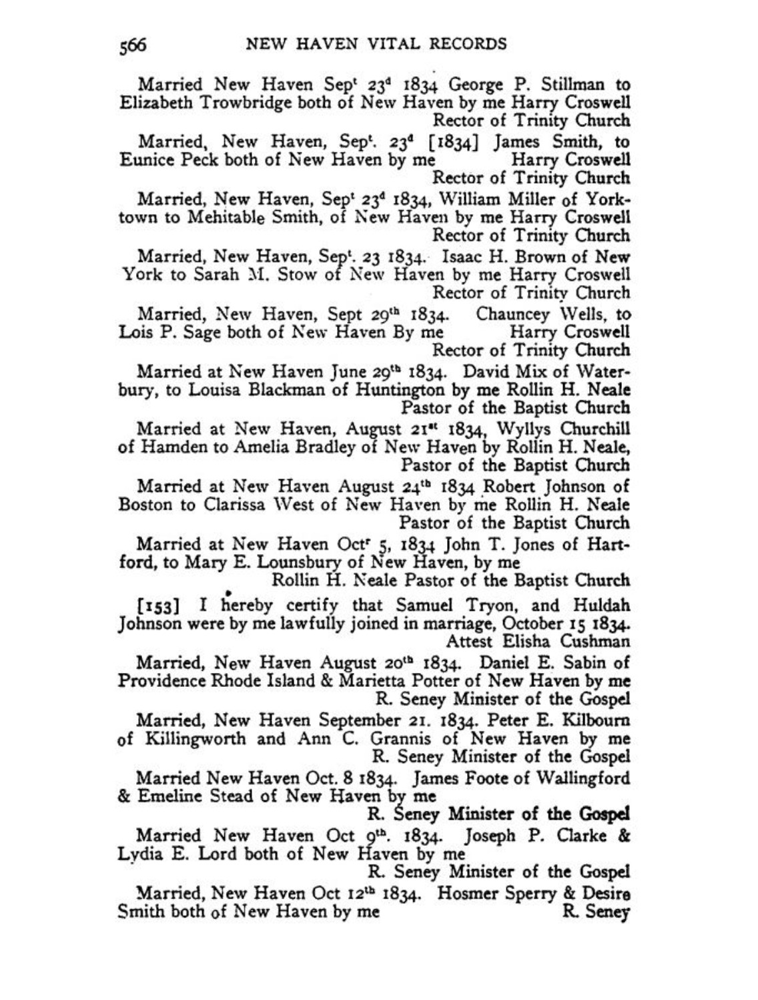 566 NEW HAVEN VITAL RECORDS
Married New Haven Septᵗ 23ᵈ 1834 George P. Stillman to
Elizabeth Trowbridge both of New Haven by me Harry Croswell
Rector of Trinity Church
Married, New Haven, Sepᵗ. 23ᵈ [1834] James Smith, to
Eunice Peck both of New Haven by me Harry Croswell
Rector of Trinity Church
Married, New Haven, Sepᵗ 23ᵈ 1834, William Miller of York-
town to Mehitable Smith, of New Haven by me Harry Croswell
Rector of Trinity Church
Married, New Haven, Sepᵗ. 23 1834. Isaac H. Brown of New
York to Sarah M. Stow of New Haven by me Harry Croswell
Rector of Trinity Church
Married, New Haven, Sept 29ᵗʰ 1834. Chauncey Wells, to
Lois P. Sage both of New Haven By me Harry Croswell
Rector of Trinity Church
Married at New Haven June 29ᵗʰ 1834. David Mix of Water-
bury, to Louisa Blackman of Huntington by me Rollin H. Neale
Pastor of the Baptist Church
Married at New Haven, August 21ˢᵗ 1834, Wyllys Churchill
of Hamden to Amelia Bradley of New Haven by Rollin H. Neale,
Pastor of the Baptist Church
Married at New Haven August 24ᵗʰ 1834 Robert Johnson of
Boston to Clarissa West of New Haven by me Rollin H. Neale
Pastor of the Baptist Church
Married at New Haven Octʳ 5, 1834 John T. Jones of Hart-
ford, to Mary E. Lounsbury of New Haven, by me
Rollin H. Neale Pastor of the Baptist Church
[153] I hereby certify that Samuel Tryon, and Huldah
Johnson were by me lawfully joined in marriage, October 15 1834.
Attest Elisha Cushman
Married, New Haven August 20ᵗʰ 1834. Daniel E. Sabin of
Providence Rhode Island & Marietta Potter of New Haven by me
R. Seney Minister of the Gospel
Married, New Haven September 21. 1834. Peter E. Kilbourn
of Killingworth and Ann C. Grannis of New Haven by me
R. Seney Minister of the Gospel
Married New Haven Oct. 8 1834. James Foote of Wallingford
& Emeline Stead of New Haven by me
R. Seney Minister of the Gospel
Married New Haven Oct 9ᵗʰ. 1834. Joseph P. Clarke &
Lydia E. Lord both of New Haven by me
R. Seney Minister of the Gospel
Married, New Haven Oct 12ᵗʰ 1834. Hosmer Sperry & Desire
Smith both of New Haven by me R. Seney